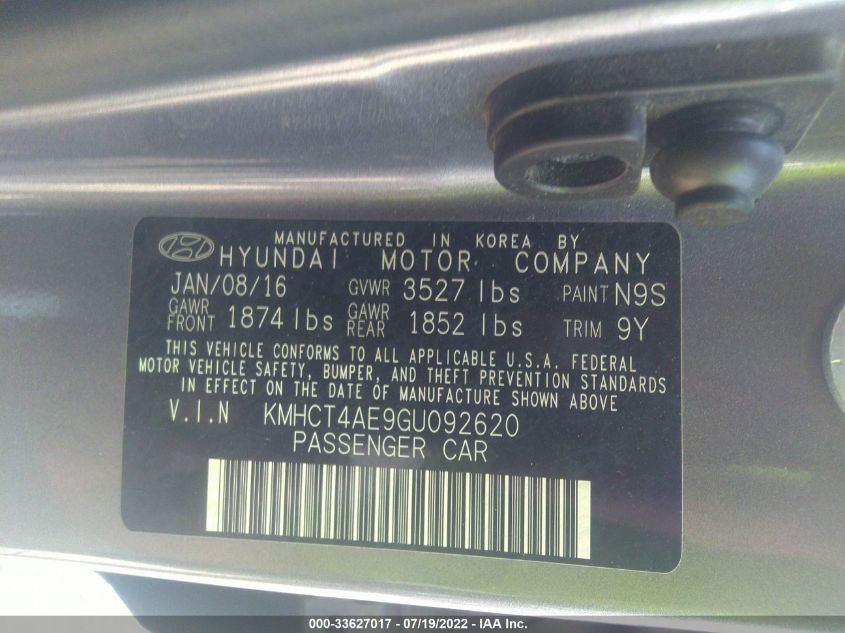 MANUFACTURED IN KOREA BY
HYUNDAI MOTOR COMPANY
JAN/08/16 GVWR 3527 lbs PAINT N9S
GAWR FRONT 1874 lbs GAWR REAR 1852 lbs TRIM 9Y
THIS VEHICLE CONFORMS TO ALL APPLICABLE U.S.A. FEDERAL
MOTOR VEHICLE SAFETY, BUMPER, AND THEFT PREVENTION STANDARDS
IN EFFECT ON THE DATE OF MANUFACTURE SHOWN ABOVE
V.I.N KMHCT4AE9GU092620
PASSENGER CAR
000-33627017 - 07/19/2022 - IAA Inc.